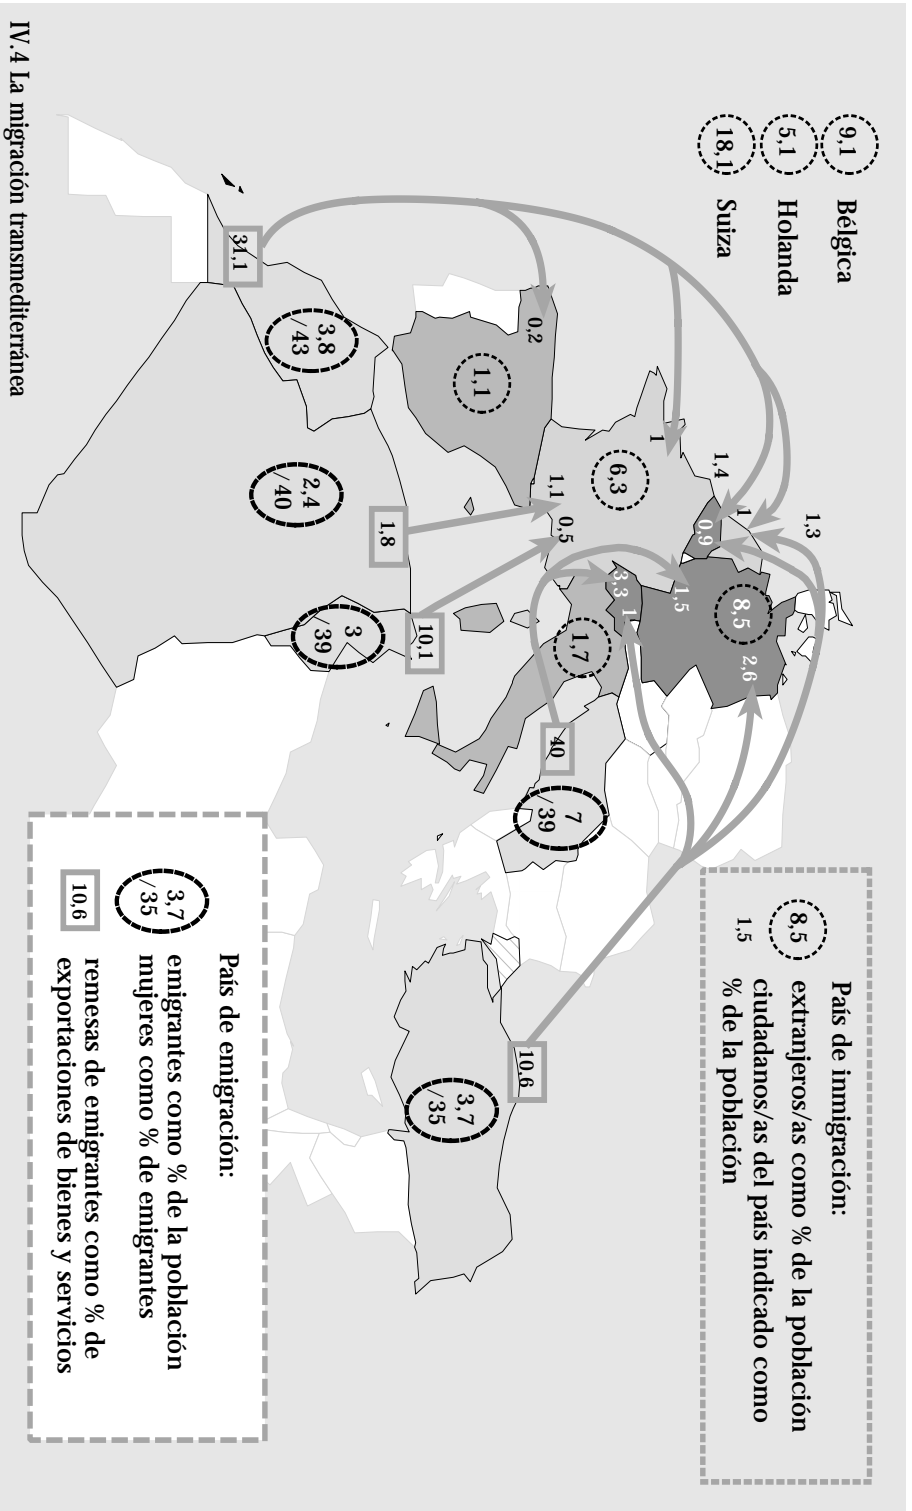 9,1 Bélgica
5,1 Holanda
18,1 Suiza
1,3
1,4
1
0,9
8,5
2,6
1,5
1
6,3
3,3
1
1,1
0,5
0,2
1,1
1,7
40
7
/39
31,1
3,8
/43
2,4
/40
1,8
10,1
3
/39
10,6
3,7
/35
País de inmigración:
8,5 extranjeros/as como % de la población
1,5 ciudadanos/as del país indicado como
% de la población
País de emigración:
3,7
/35
emigrantes como % de la población
mujeres como % de emigrantes
10,6 remesas de emigrantes como % de
exportaciones de bienes y servicios
IV.4 La migración transmediterránea